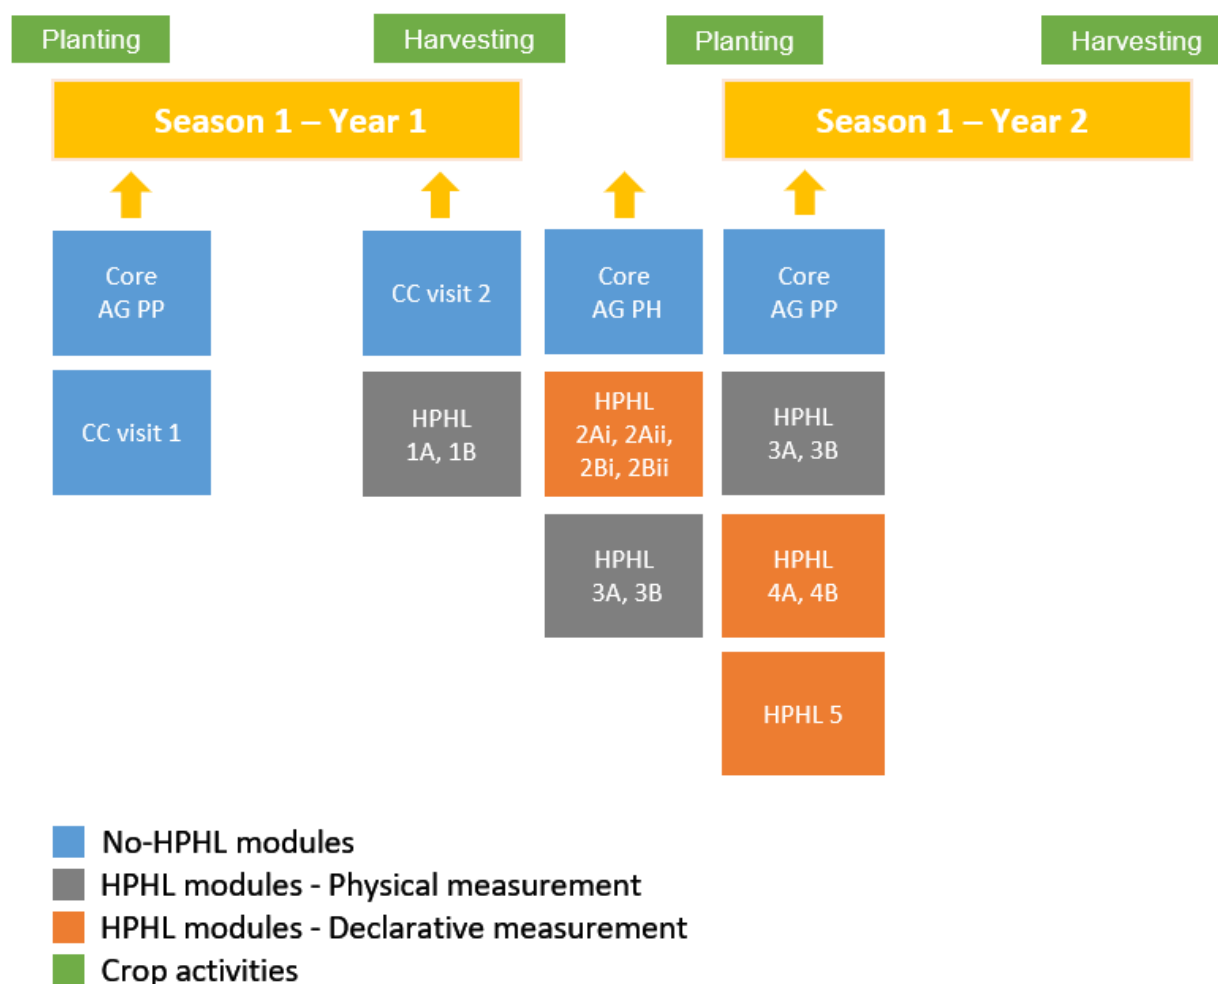 Planting
Harvesting
Planting
Harvesting
Season 1 – Year 1
Season 1 – Year 2
Core
AG PP
CC visit 2
Core
AG PH
Core
AG PP
CC visit 1
HPHL
1A, 1B
HPHL
2Ai, 2Aii,
2Bi, 2Bii
HPHL
3A, 3B
HPHL
3A, 3B
HPHL
4A, 4B
HPHL 5
No-HPHL modules
HPHL modules - Physical measurement
HPHL modules - Declarative measurement
Crop activities